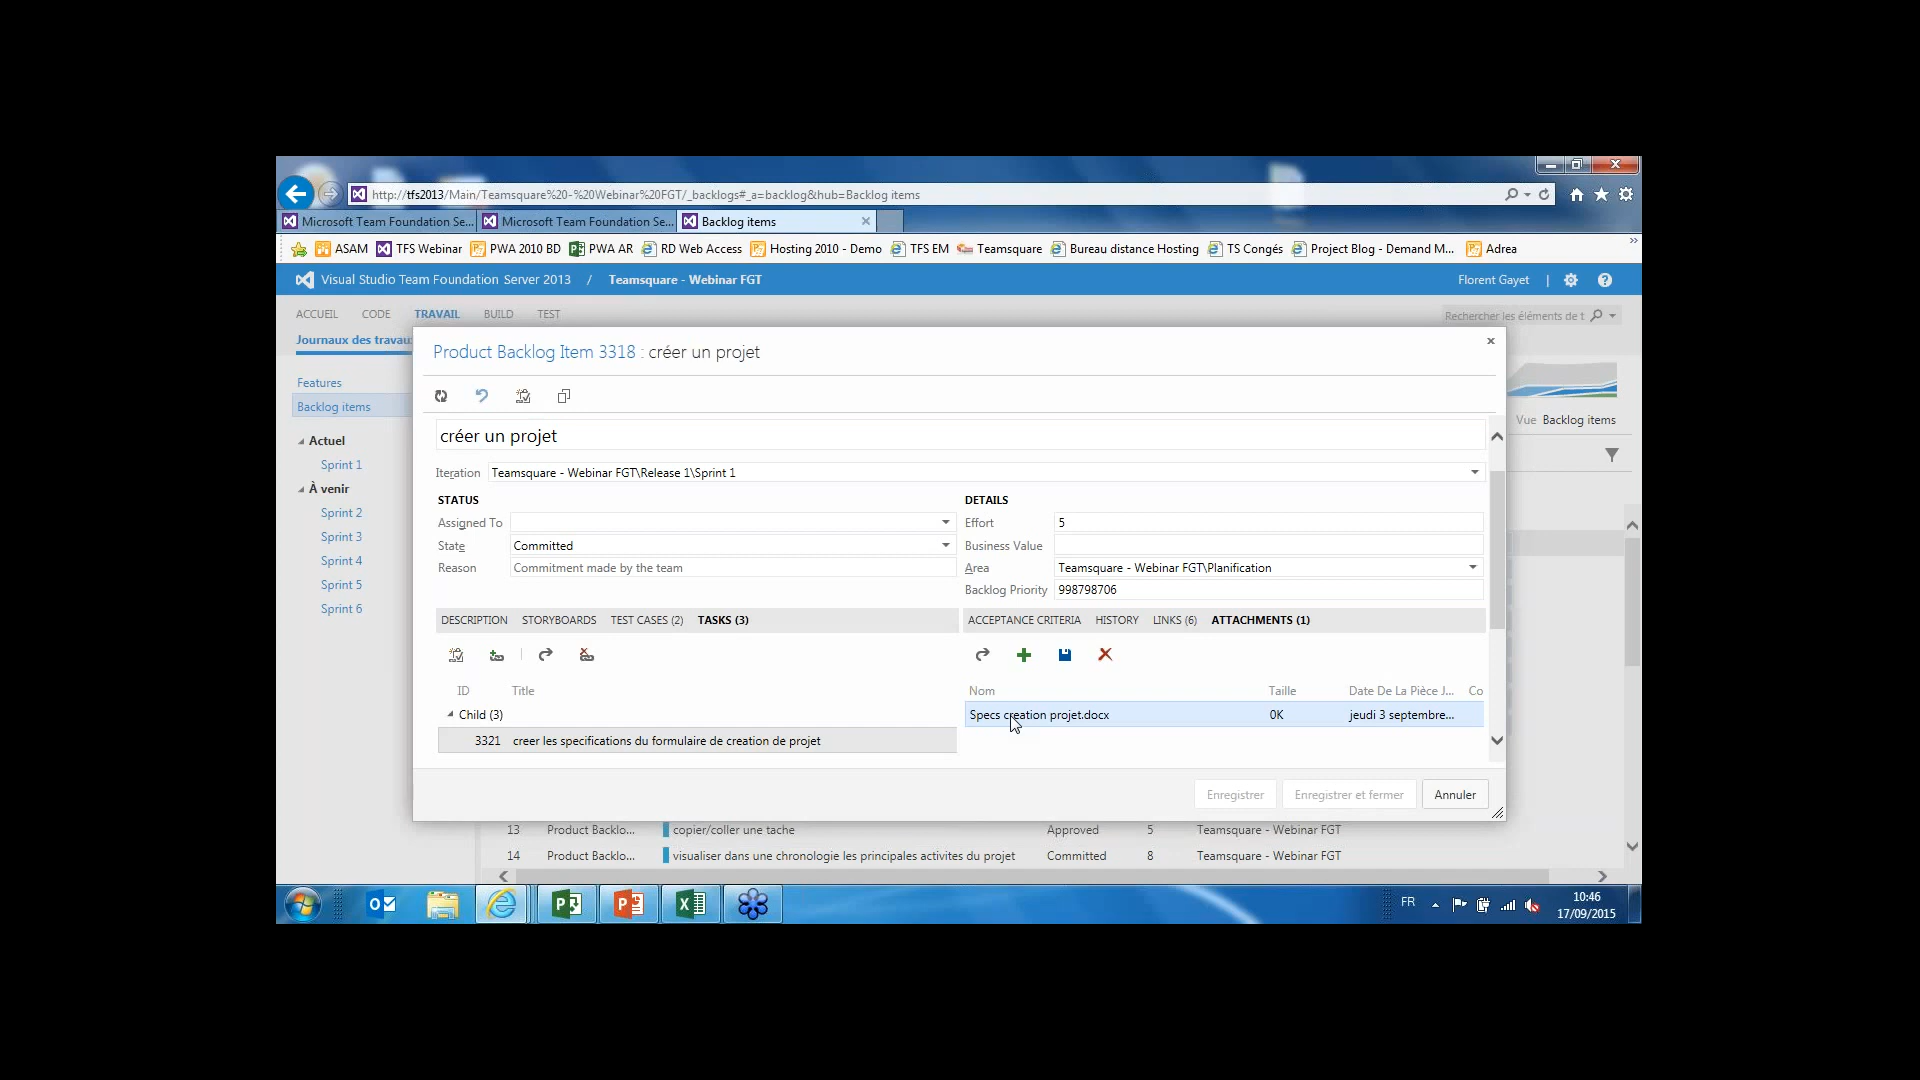 http://tfs2013/Main/Teamsquare%20-%20Webinar%20FGT/_backlogs#_a=backlog&hub=Backlog items
Microsoft Team Foundation Se... Microsoft Team Foundation Se... Backlog items
ASAM TFS Webinar PWA 2010 BD PWA AR RD Web Access Hosting 2010 - Demo TFS EM Teamsquare Bureau distance Hosting TS Congés Project Blog - Demand M... Adrea
Visual Studio Team Foundation Server 2013 / Teamsquare - Webinar FGT Florent Gayet |
ACCUEIL CODE TRAVAIL BUILD TEST Rechercher les éléments de t
Journaux des travau
Product Backlog Item 3318 : créer un projet
Features
Backlog items
Vue Backlog items
créer un projet
Actuel
Sprint 1
À venir
Sprint 2
Sprint 3
Sprint 4
Sprint 5
Sprint 6
Iteration Teamsquare - Webinar FGT\Release 1\Sprint 1
STATUS DETAILS
Assigned To Effort 5
State Committed Business Value
Reason Commitment made by the team Area Teamsquare - Webinar FGT\Planification
Backlog Priority 998798706
DESCRIPTION STORYBOARDS TEST CASES (2) TASKS (3) ACCEPTANCE CRITERIA HISTORY LINKS (6) ATTACHMENTS (1)
ID Title Nom Taille Date De La Pièce J... Co
Child (3) Specs creation projet.docx 0K jeudi 3 septembre...
3321 creer les specifications du formulaire de creation de projet
Enregistrer Enregistrer et fermer Annuler
13 Product Backlo... copier/coller une tache Approved 5 Teamsquare - Webinar FGT
14 Product Backlo... visualiser dans une chronologie les principales activites du projet Committed 8 Teamsquare - Webinar FGT
FR 10:46
17/09/2015